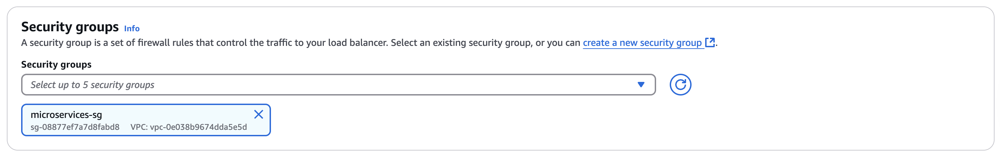 Security groups Info
A security group is a set of firewall rules that control the traffic to your load balancer. Select an existing security group, or you can create a new security group.
Security groups
Select up to 5 security groups
microservices-sg
sg-08877ef7a7d8fabd8 VPC: vpc-0e038b9674dda5e5d